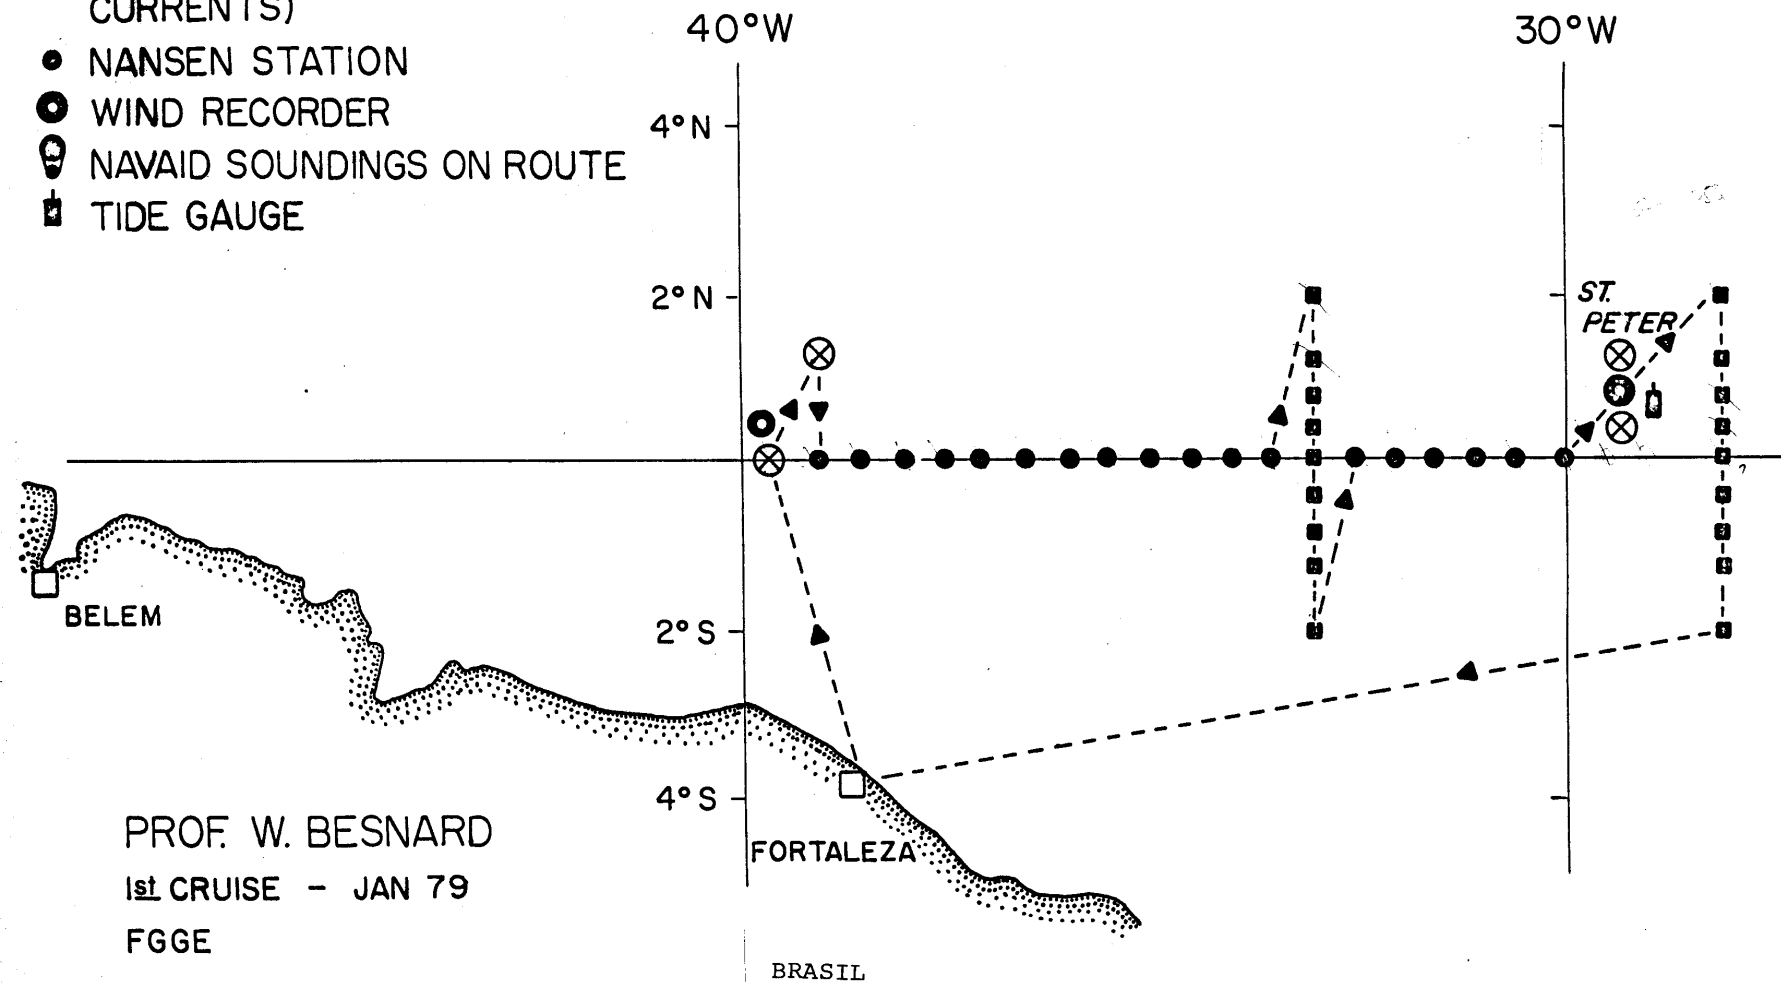 CURRENTS)
NANSEN STATION
WIND RECORDER
NAVAID SOUNDINGS ON ROUTE
TIDE GAUGE
40°W
30°W
4°N
2°N
ST.
PETER
BELEM
2°S
4°S
FORTALEZA
PROF. W. BESNARD
1st CRUISE - JAN 79
FGGE
BRASIL